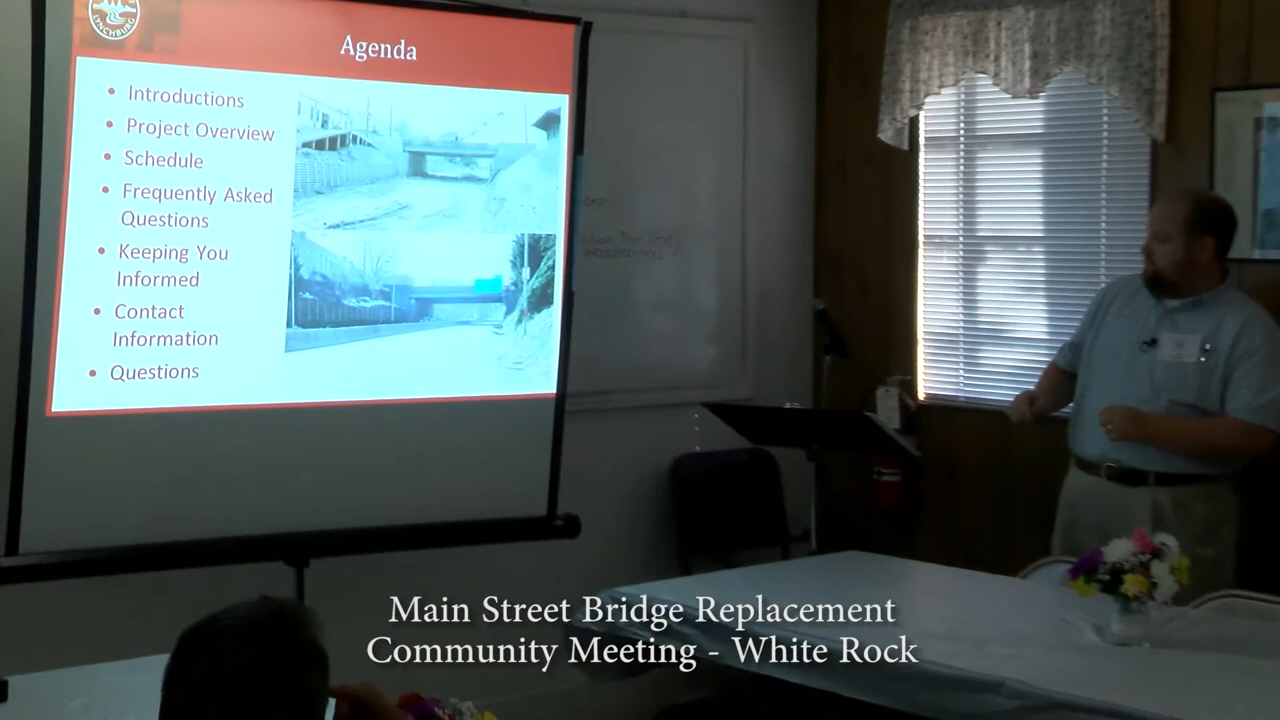 LYNCHBURG
Agenda
• Introductions
• Project Overview
• Schedule
• Frequently Asked
Questions
• Keeping You
Informed
• Contact
Information
• Questions
Main Street Bridge Replacement
Community Meeting - White Rock